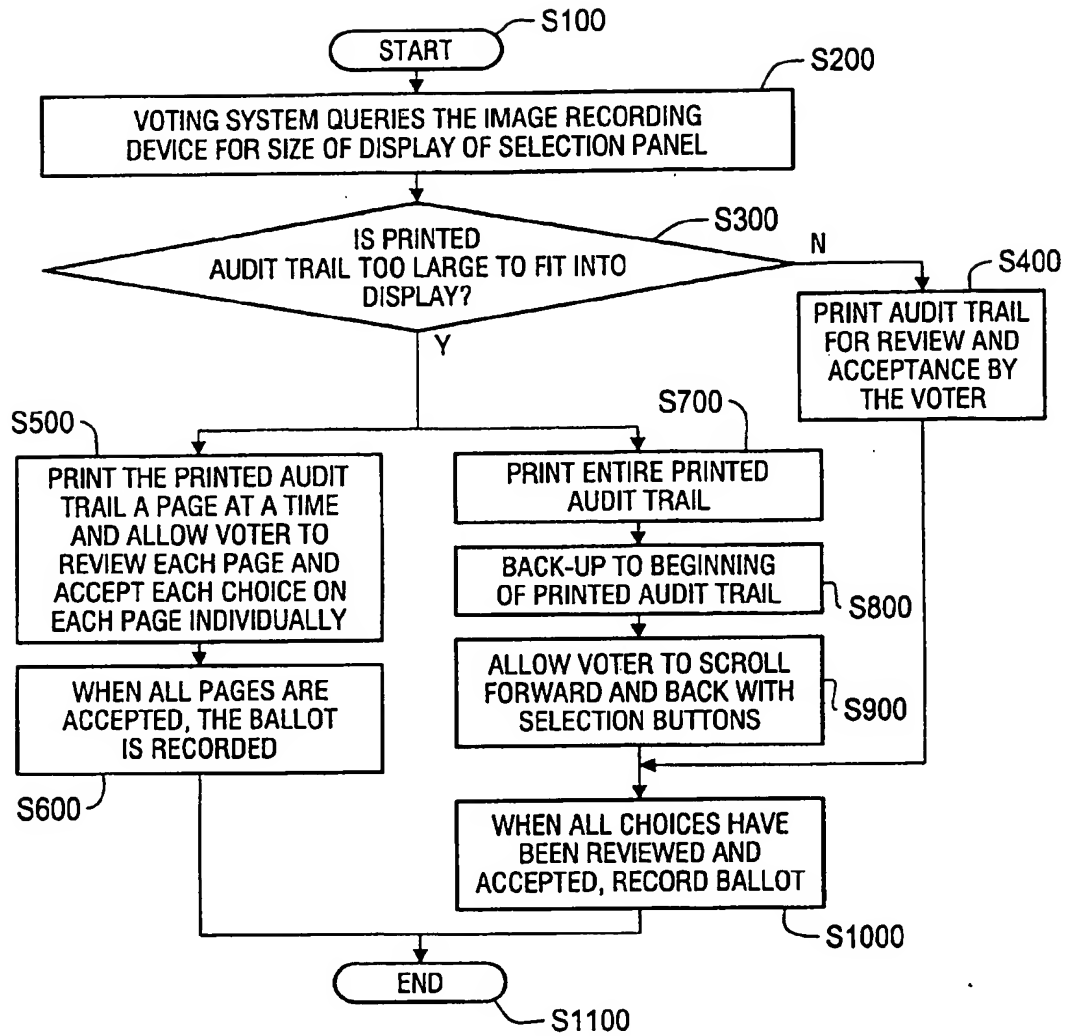 S100
START
S200
VOTING SYSTEM QUERIES THE IMAGE RECORDING
DEVICE FOR SIZE OF DISPLAY OF SELECTION PANEL
S300
IS PRINTED
AUDIT TRAIL TOO LARGE TO FIT INTO
DISPLAY?
N
Y
S400
PRINT AUDIT TRAIL
FOR REVIEW AND
ACCEPTANCE BY
THE VOTER
S500
PRINT THE PRINTED AUDIT
TRAIL A PAGE AT A TIME
AND ALLOW VOTER TO
REVIEW EACH PAGE AND
ACCEPT EACH CHOICE ON
EACH PAGE INDIVIDUALLY
WHEN ALL PAGES ARE
ACCEPTED, THE BALLOT
IS RECORDED
S600
S700
PRINT ENTIRE PRINTED
AUDIT TRAIL
BACK-UP TO BEGINNING
OF PRINTED AUDIT TRAIL
S800
ALLOW VOTER TO SCROLL
FORWARD AND BACK WITH
SELECTION BUTTONS
S900
WHEN ALL CHOICES HAVE
BEEN REVIEWED AND
ACCEPTED, RECORD BALLOT
S1000
END
S1100